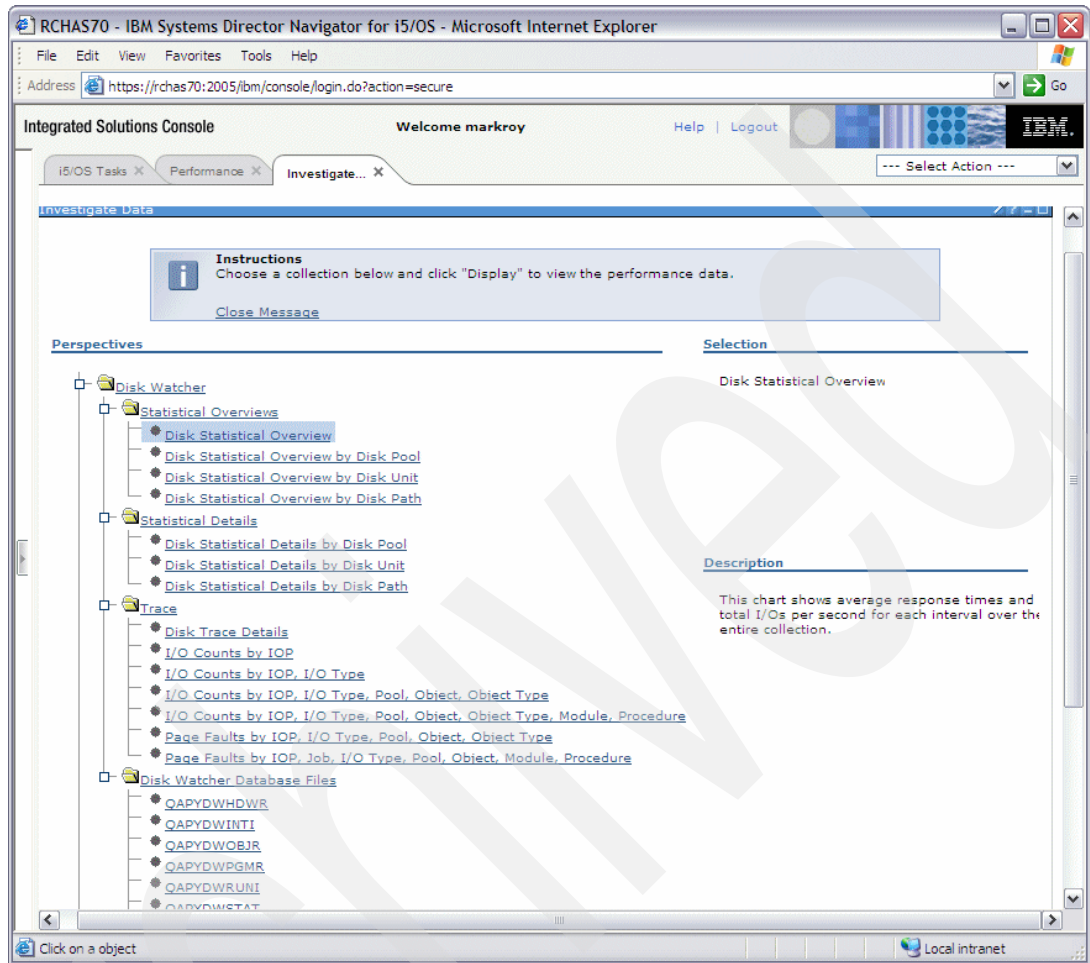 RCHAS70 - IBM Systems Director Navigator for i5/OS - Microsoft Internet Explorer
File Edit View Favorites Tools Help
Address https://rchas70:2005/ibm/console/login.do?action=secure Go
Integrated Solutions Console Welcome markroy Help | Logout IBM.
i5/OS Tasks Performance Investigate... --- Select Action ---
Investigate Data
Instructions
Choose a collection below and click "Display" to view the performance data.
Close Message
Perspectives
Disk Watcher
Statistical Overviews
Disk Statistical Overview
Disk Statistical Overview by Disk Pool
Disk Statistical Overview by Disk Unit
Disk Statistical Overview by Disk Path
Statistical Details
Disk Statistical Details by Disk Pool
Disk Statistical Details by Disk Unit
Disk Statistical Details by Disk Path
Trace
Disk Trace Details
I/O Counts by IOP
I/O Counts by IOP, I/O Type
I/O Counts by IOP, I/O Type, Pool, Object, Object Type
I/O Counts by IOP, I/O Type, Pool, Object, Object Type, Module, Procedure
Page Faults by IOP, I/O Type, Pool, Object, Object Type
Page Faults by IOP, Job, I/O Type, Pool, Object, Module, Procedure
Disk Watcher Database Files
QAPYDWHDWR
QAPYDWINTI
QAPYDWOBJR
QAPYDWPGMR
QAPYDWRUNI
QAPYDWSTAT
Selection
Disk Statistical Overview
Description
This chart shows average response times and
total I/Os per second for each interval over the
entire collection.
Click on a object Local intranet